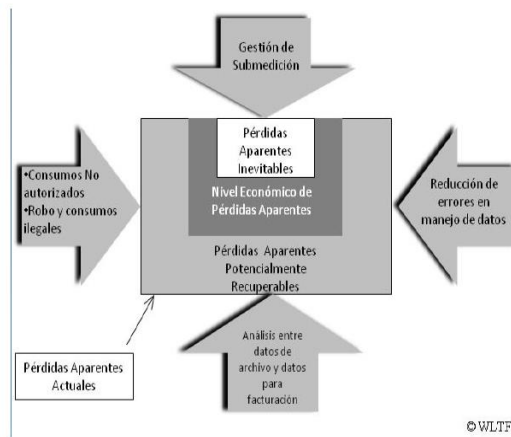 Gestión de
Submedición
Pérdidas
Aparentes
Inevitables
•Consumos No
autorizados
•Robo y consumos
ilegales
Nivel Económico de
Pérdidas Aparentes
Reducción de
errores en
manejo de datos
Pérdidas Aparentes
Potencialmente
Recuperables
Análisis entre
datos de
archivo y datos
para
facturación
Pérdidas Aparentes
Actuales
©WLTF